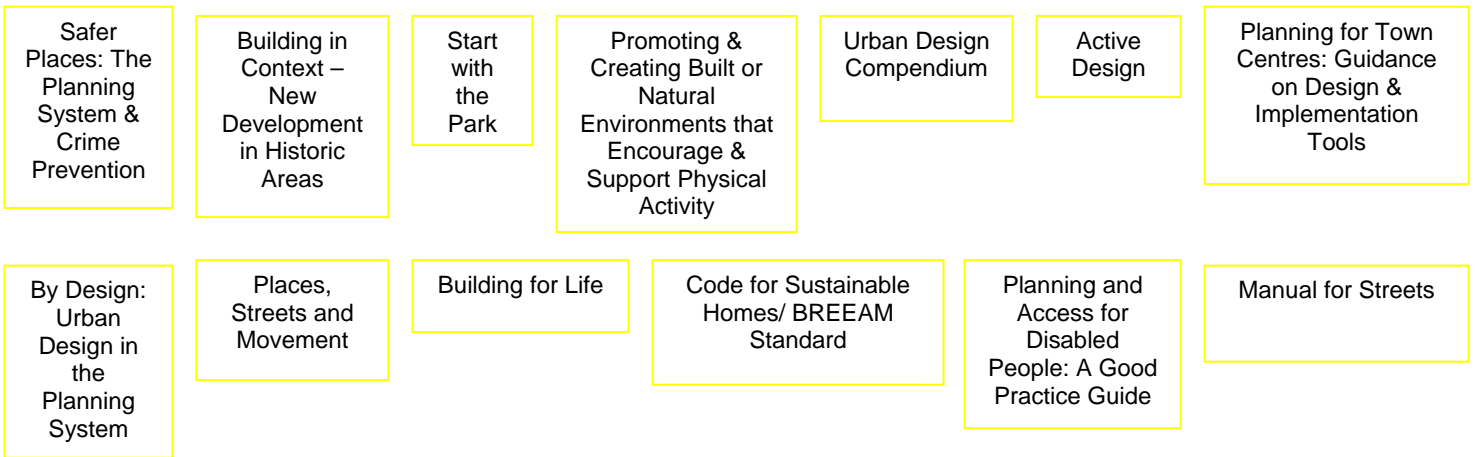 Safer
Places: The
Planning
System &
Crime
Prevention
Building in
Context –
New
Development
in Historic
Areas
Start
with
the
Park
Promoting &
Creating Built or
Natural
Environments that
Encourage &
Support Physical
Activity
Urban Design
Compendium
Active
Design
Planning for Town
Centres: Guidance
on Design &
Implementation
Tools
By Design:
Urban
Design in
the
Planning
System
Places,
Streets and
Movement
Building for Life
Code for Sustainable
Homes/ BREEAM
Standard
Planning and
Access for
Disabled
People: A Good
Practice Guide
Manual for Streets